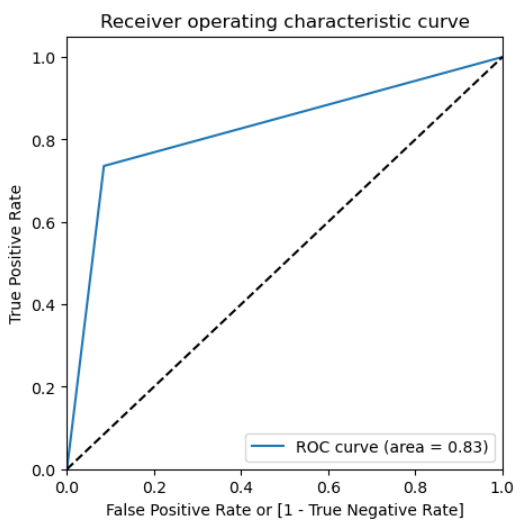 Receiver operating characteristic curve
True Positive Rate
1.0
0.8
0.6
0.4
0.2
0.0
ROC curve (area = 0.83)
0.0 0.2 0.4 0.6 0.8 1.0
False Positive Rate or [1 - True Negative Rate]